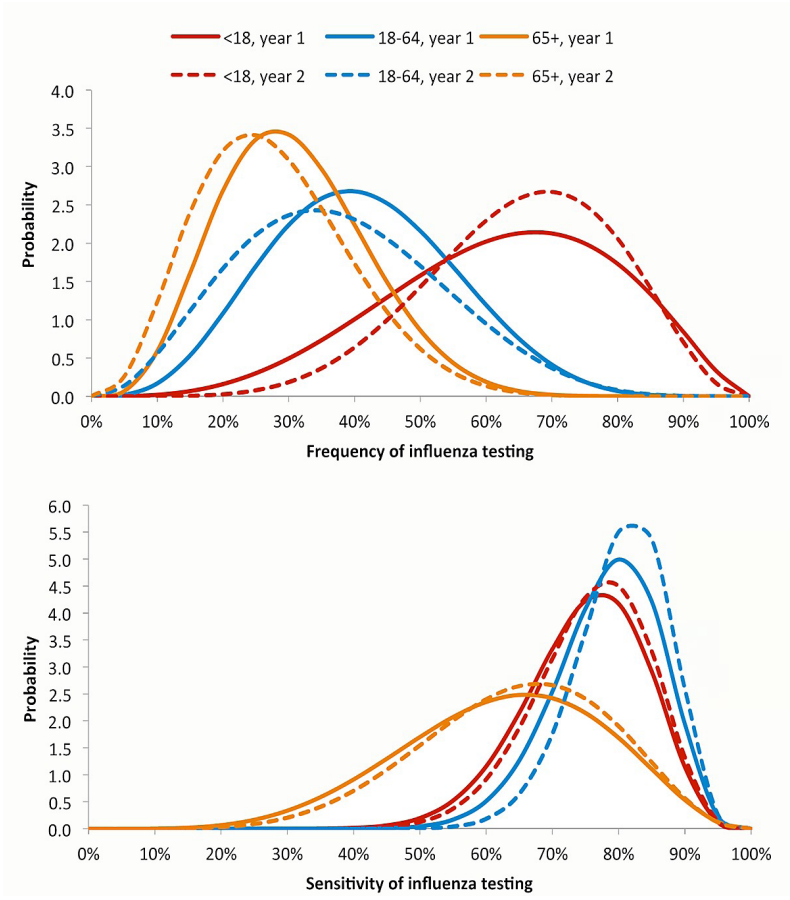 <18, year 1 18-64, year 1 65+, year 1
<18, year 2 18-64, year 2 65+, year 2
4.0
3.5
3.0
2.5
2.0
1.5
1.0
0.5
0.0
Probability
0% 10% 20% 30% 40% 50% 60% 70% 80% 90% 100%
Frequency of influenza testing
6.0
5.5
5.0
4.5
4.0
3.5
3.0
2.5
2.0
1.5
1.0
0.5
0.0
Probability
0% 10% 20% 30% 40% 50% 60% 70% 80% 90% 100%
Sensitivity of influenza testing